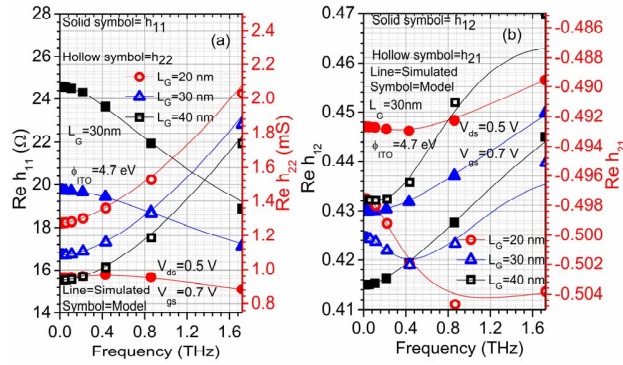 Solid symbol= h11
(a)
Hollow symbol=h22
LG=20 nm
LG=30 nm
LG=40 nm
LG=30nm
ϕITO=4.7 eV
Vds=0.5 V
Line=Simulated
Symbol=Model
Vgs=0.7 V
Re h11 (Ω)
28
26
24
22
20
18
16
14
Re h22 (mS)
2.6
2.4
2.2
2.0
1.8
1.6
1.4
1.2
1.0
0.8
0.0 0.4 0.8 1.2 1.6
Frequency (THz)
Solid symbol= h12
(b)
Hollow symbol=h21
Line=Simulated
Symbol=Model
LG=30nm
Vds=0.5 V
ϕITO=4.7eV
Vgs=0.7 V
LG=20 nm
LG=30 nm
LG=40 nm
Re h12
0.47
0.46
0.45
0.44
0.43
0.42
0.41
Re h21
-0.486
-0.488
-0.490
-0.492
-0.494
-0.496
-0.498
-0.500
-0.502
-0.504
0.0 0.6 1.2 1.8
Frequency (THz)